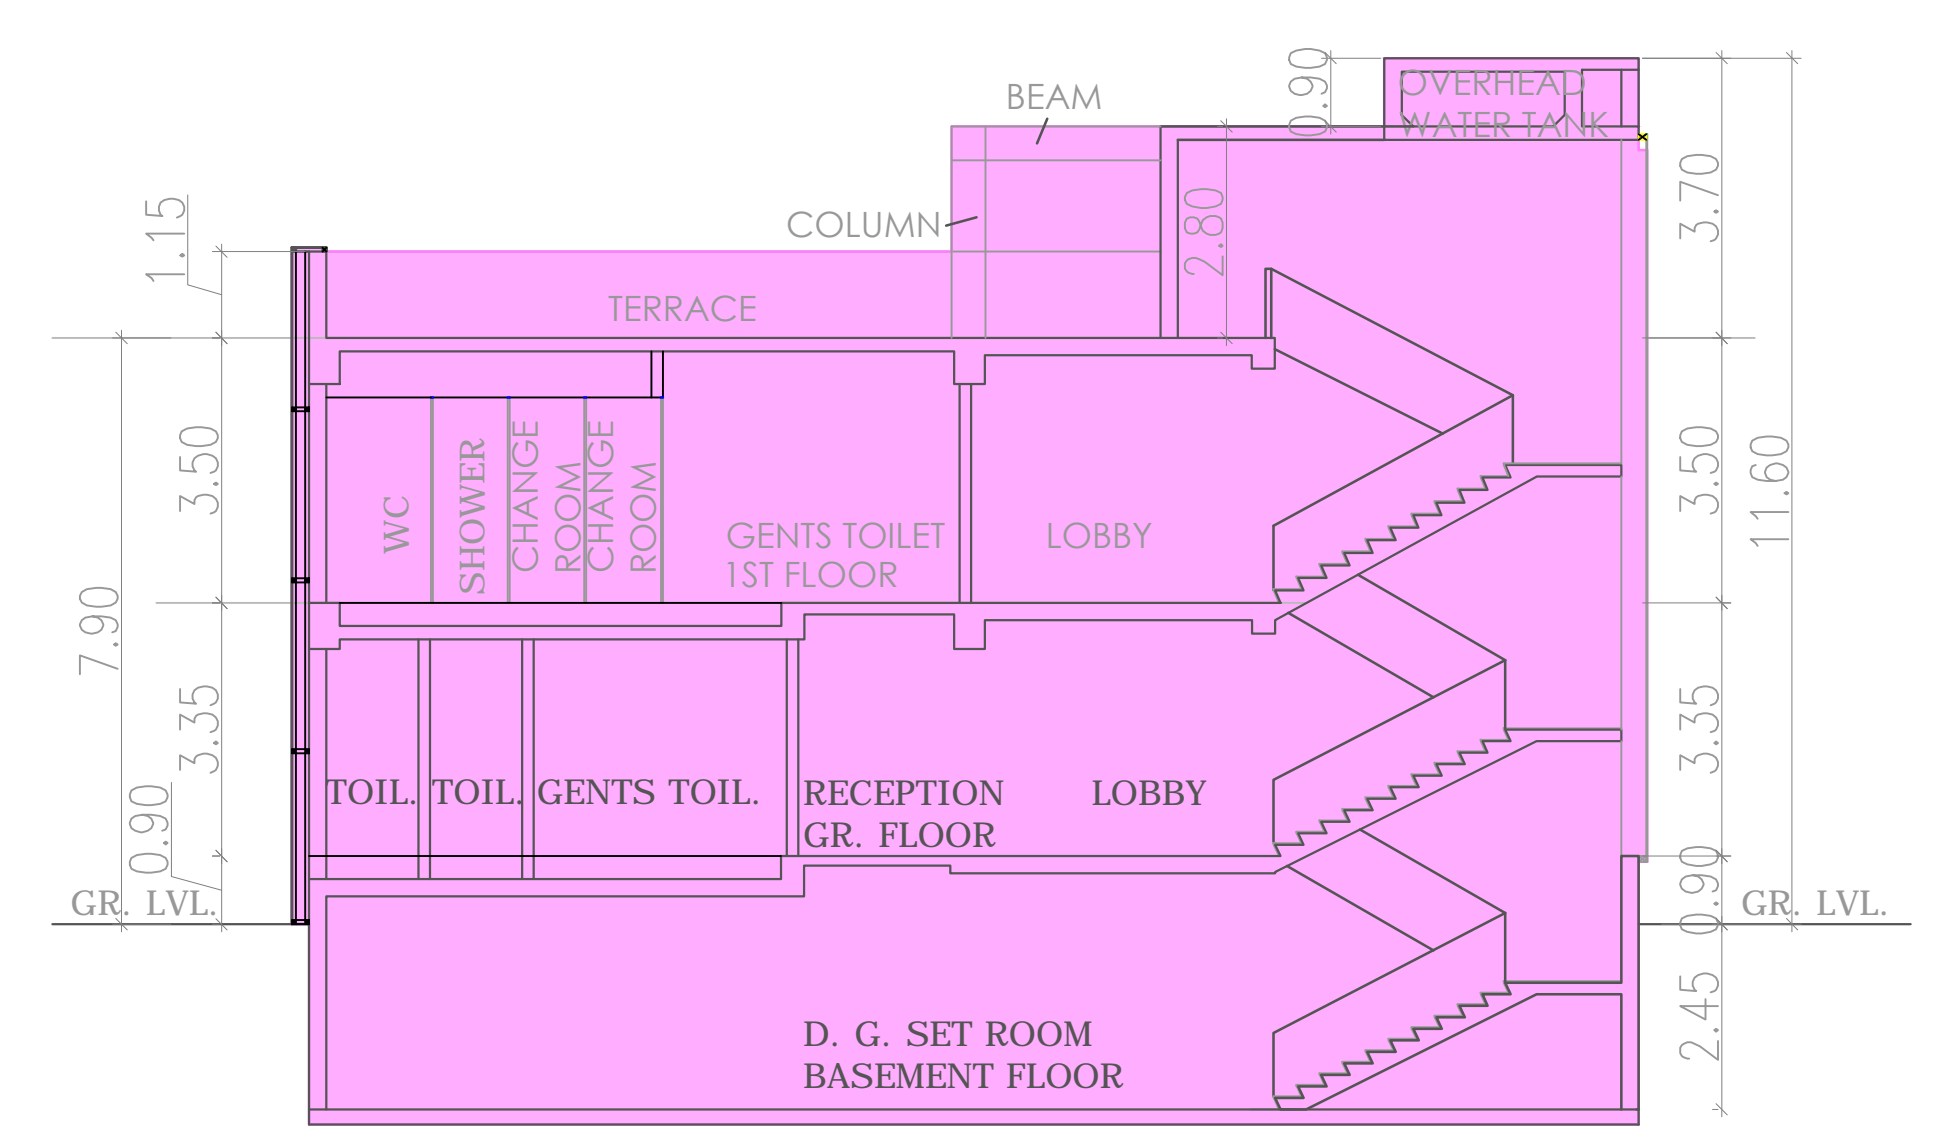 0.90
OVERHEAD
WATER TANK
BEAM
COLUMN
1.15
2.80
3.70
TERRACE
3.50
WC
SHOWER
CHANGE
ROOM
CHANGE
ROOM
GENTS TOILET
1ST FLOOR
LOBBY
3.50
11.60
7.90
3.35
TOIL.
TOIL.
GENTS TOIL.
RECEPTION
GR. FLOOR
LOBBY
3.35
0.90
GR. LVL.
0.90
GR. LVL.
D. G. SET ROOM
BASEMENT FLOOR
2.45